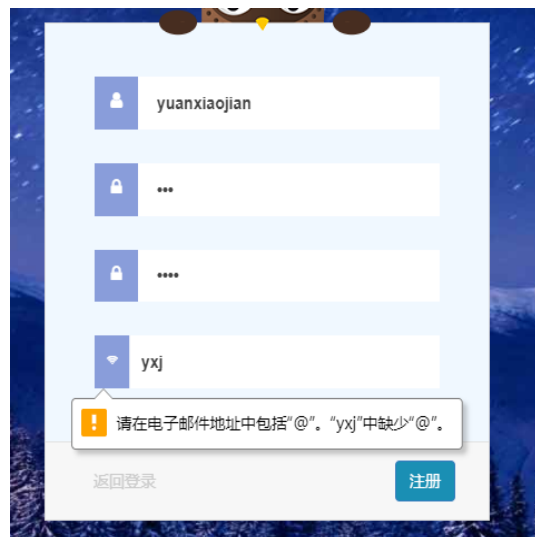 yuanxiaojian
•••
••••
yxj
请在电子邮件地址中包括“@”。“yxj”中缺少“@”。
返回登录
注册